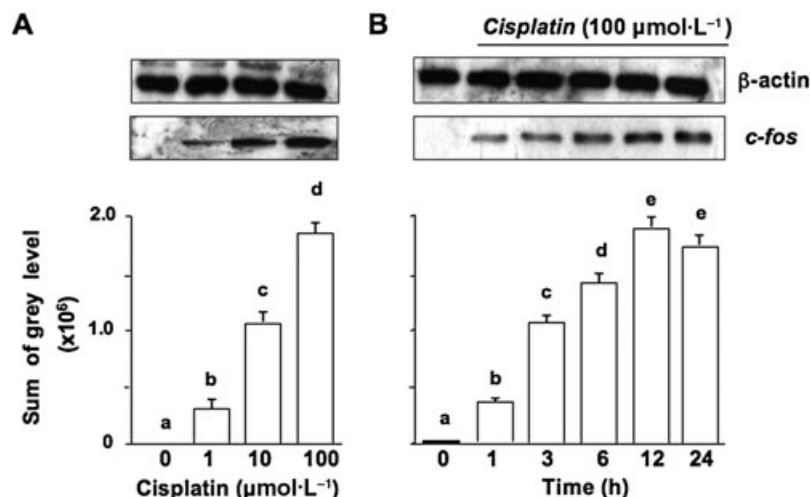 A
B
Cisplatin (100 µmol·L⁻¹)
β-actin
c-fos
Sum of grey level
(x10⁶)
2.0
1.0
0
a
b
c
d
0 1 10 100
Cisplatin (µmol·L⁻¹)
a
b
c
d
e
e
0 1 3 6 12 24
Time (h)